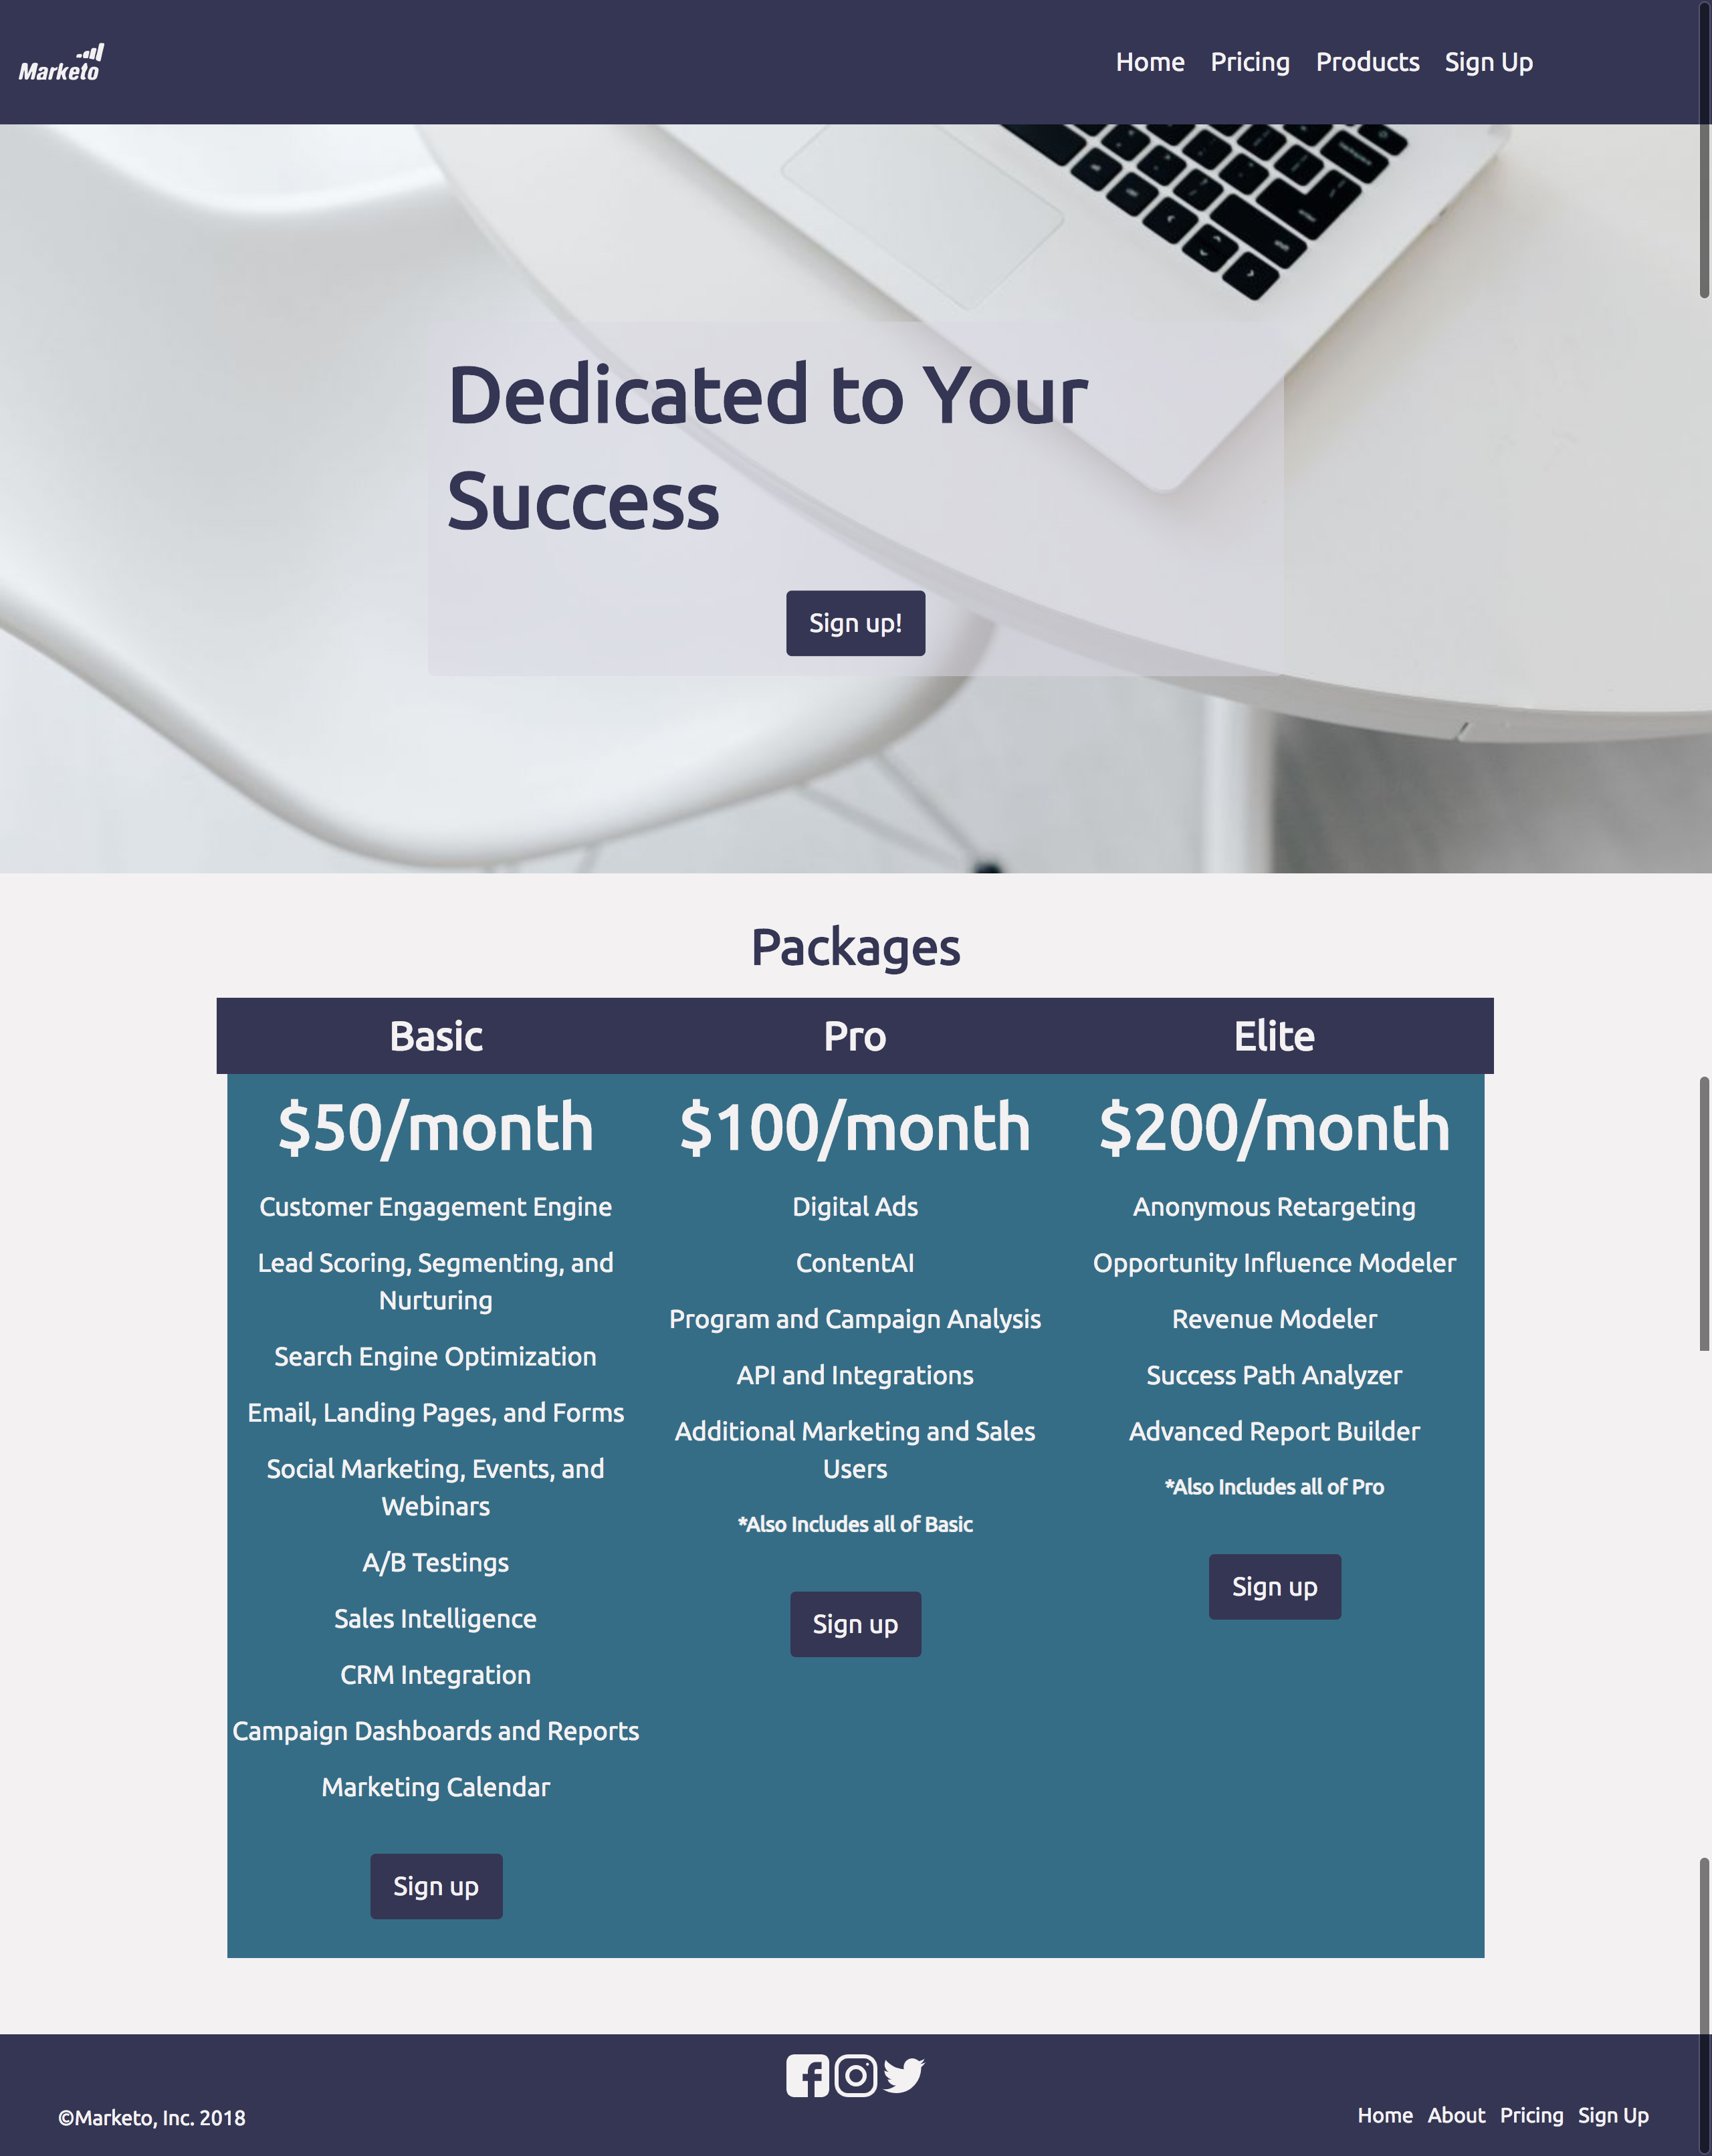 Marketo
Home Pricing Products Sign Up
Dedicated to Your
Success
Sign up!
Packages
Basic
$50/month
Customer Engagement Engine
Lead Scoring, Segmenting, and
Nurturing
Search Engine Optimization
Email, Landing Pages, and Forms
Social Marketing, Events, and
Webinars
A/B Testings
Sales Intelligence
CRM Integration
Campaign Dashboards and Reports
Marketing Calendar
Sign up
Pro
$100/month
Digital Ads
ContentAI
Program and Campaign Analysis
API and Integrations
Additional Marketing and Sales
Users
*Also Includes all of Basic
Sign up
Elite
$200/month
Anonymous Retargeting
Opportunity Influence Modeler
Revenue Modeler
Success Path Analyzer
Advanced Report Builder
*Also Includes all of Pro
Sign up
©Marketo, Inc. 2018
Home About Pricing Sign Up